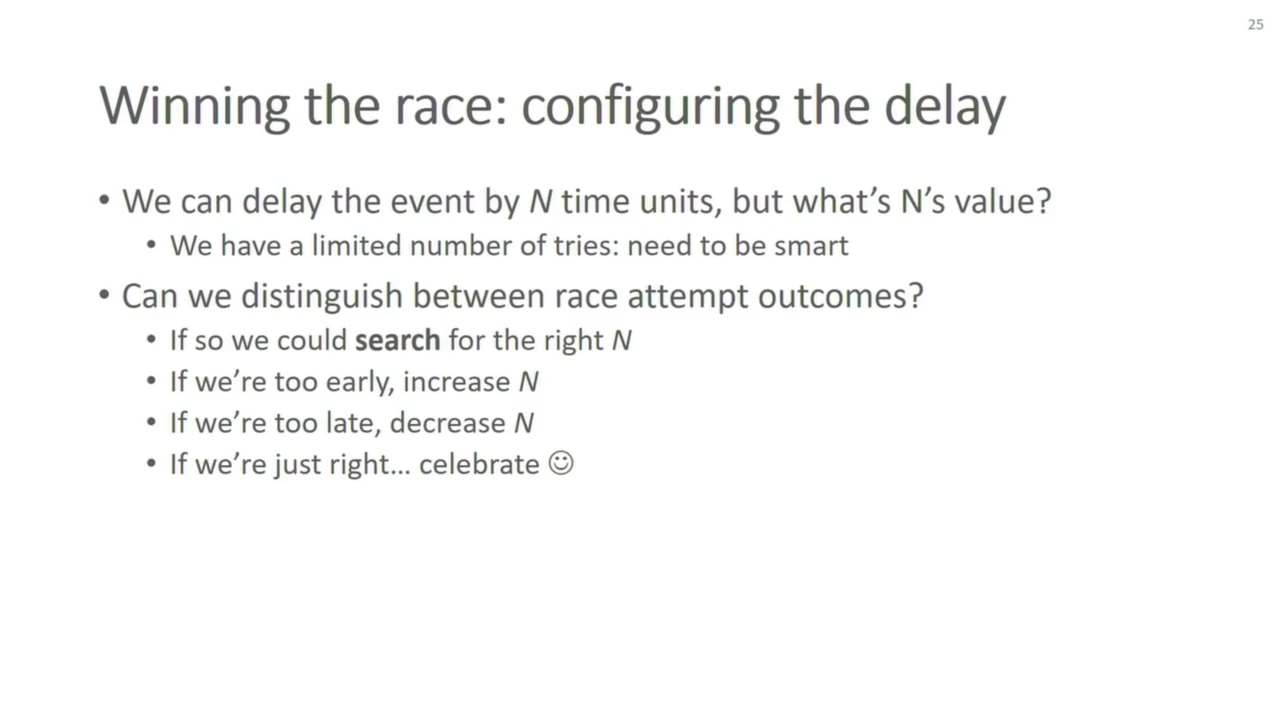 25
Winning the race: configuring the delay
• We can delay the event by N time units, but what's N's value?
• We have a limited number of tries: need to be smart
• Can we distinguish between race attempt outcomes?
• If so we could search for the right N
• If we're too early, increase N
• If we're too late, decrease N
• If we're just right... celebrate ☺